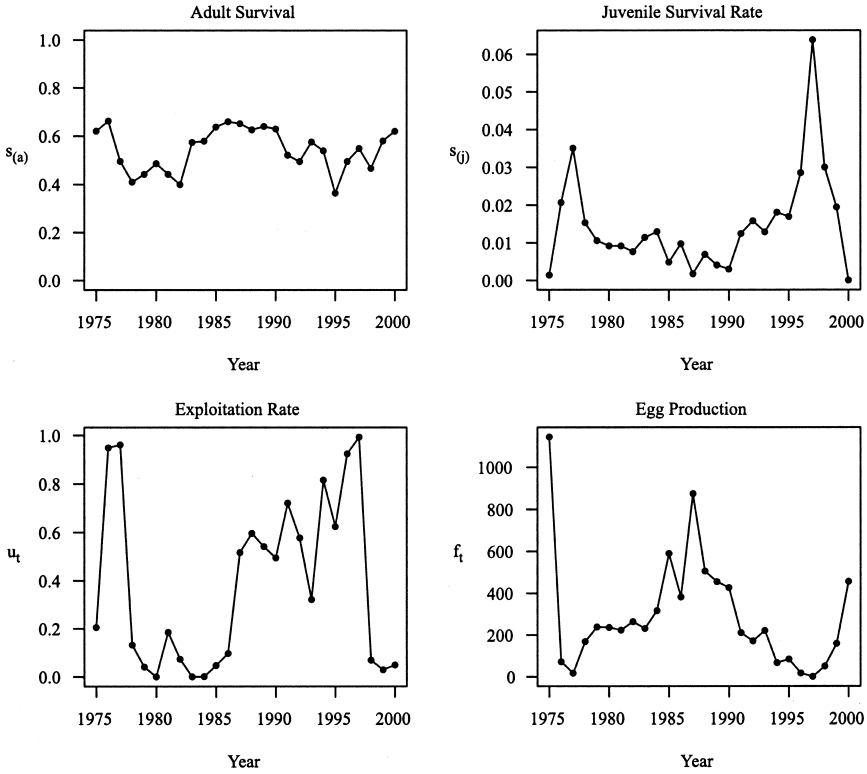 Adult Survival
1.0
0.8
0.6
0.4
0.2
0.0
s(a)
1975 1980 1985 1990 1995 2000
Year
Juvenile Survival Rate
0.06
0.05
0.04
0.03
0.02
0.01
0.00
s(j)
1975 1980 1985 1990 1995 2000
Year
Exploitation Rate
1.0
0.8
0.6
0.4
0.2
0.0
ut
1975 1980 1985 1990 1995 2000
Year
Egg Production
1000
800
600
400
200
0
ft
1975 1980 1985 1990 1995 2000
Year